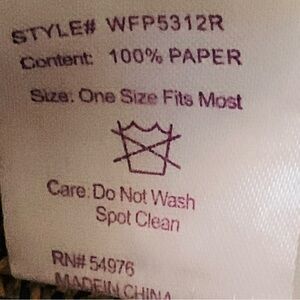 STYLE# WFP5312R
Content: 100% PAPER
Size: One Size Fits Most
Care: Do Not Wash
Spot Clean
RN# 54976
MADE IN CHINA